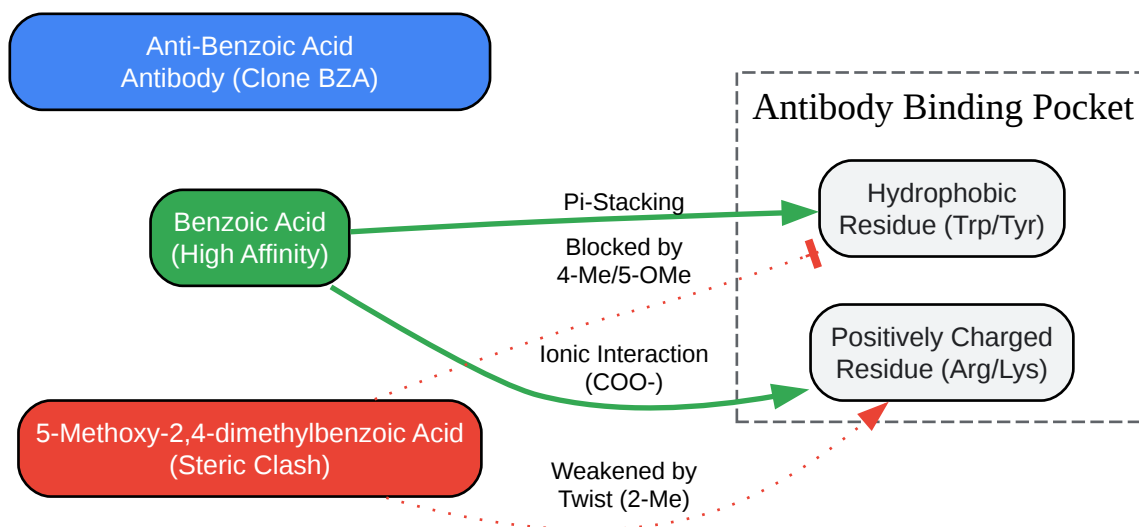 Anti-Benzoic Acid
Antibody (Clone BZA)
Antibody Binding Pocket
Benzoic Acid
(High Affinity)
Pi-Stacking
Hydrophobic
Residue (Trp/Tyr)
Blocked by
4-Me/5-OMe
Ionic Interaction
(COO-)
Positively Charged
Residue (Arg/Lys)
5-Methoxy-2,4-dimethylbenzoic Acid
(Steric Clash)
Weakened by
Twist (2-Me)